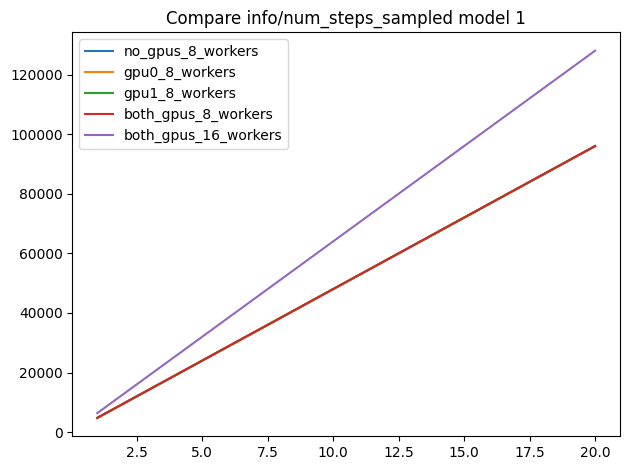 Compare info/num_steps_sampled model 1
no_gpus_8_workers
gpu0_8_workers
gpu1_8_workers
both_gpus_8_workers
both_gpus_16_workers
120000
100000
80000
60000
40000
20000
0
2.5 5.0 7.5 10.0 12.5 15.0 17.5 20.0